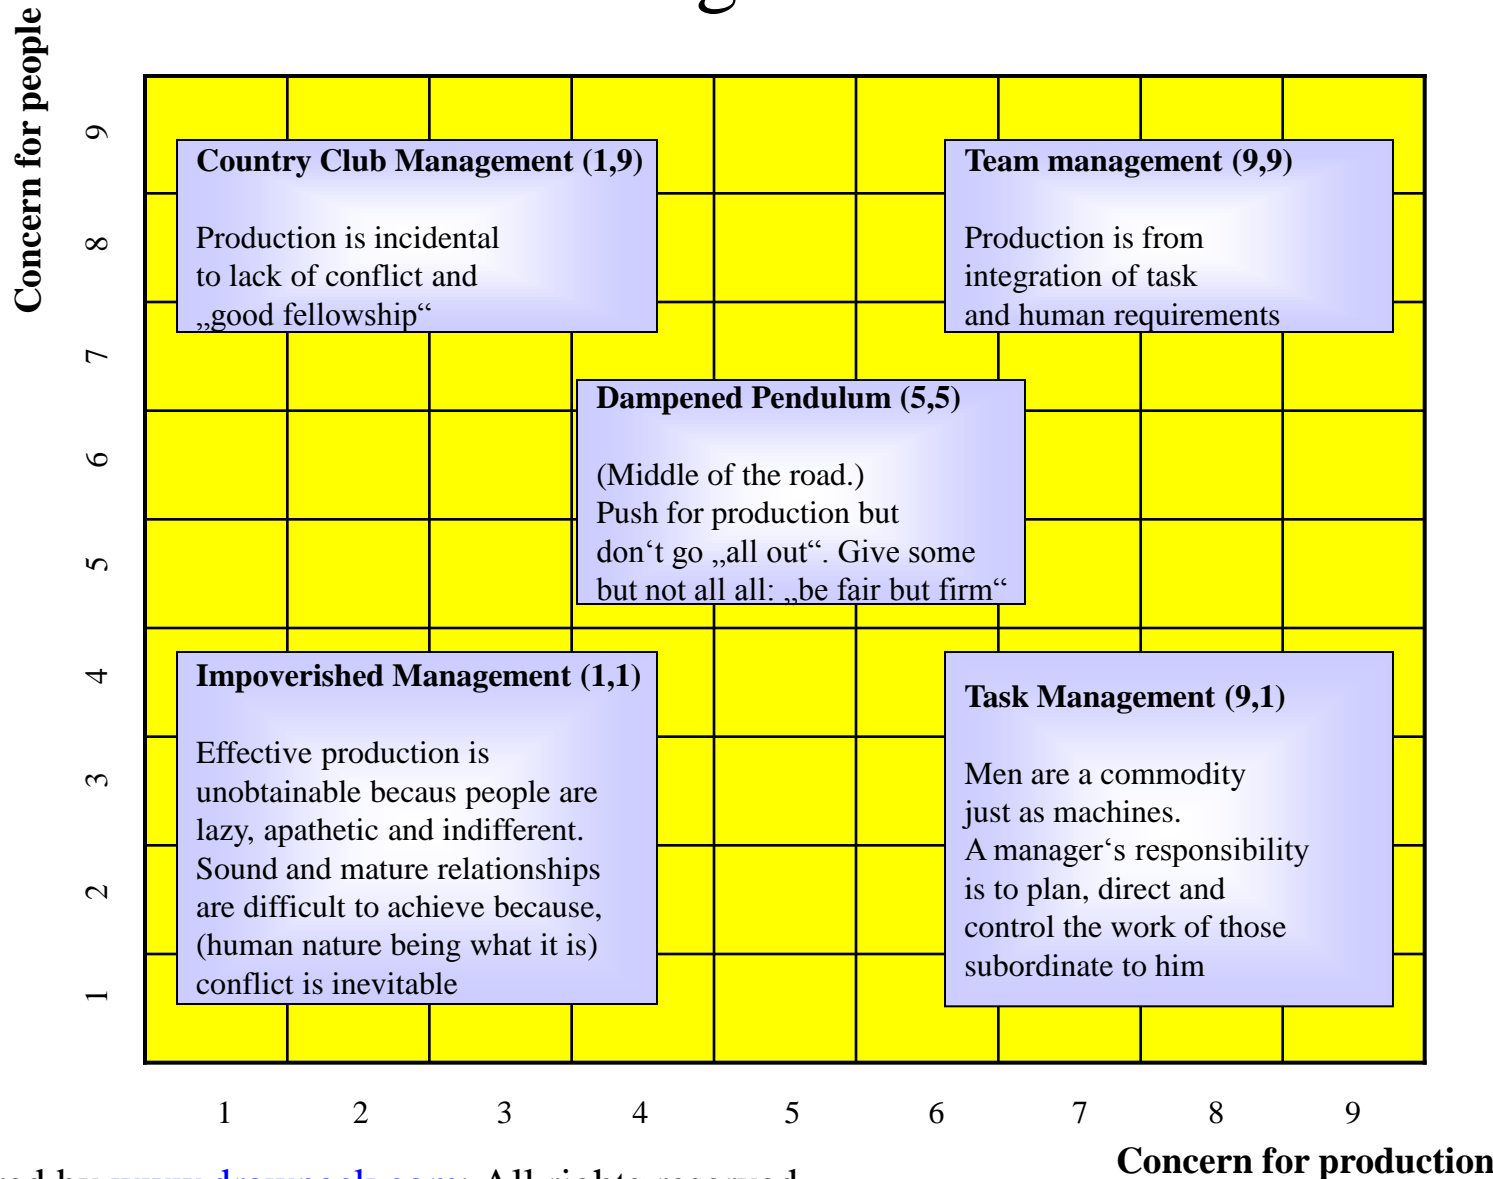 Concern for people
9
8
7
6
5
4
3
2
1
Country Club Management (1,9)
Production is incidental
to lack of conflict and
„good fellowship“
Team management (9,9)
Production is from
integration of task
and human requirements
Dampened Pendulum (5,5)
(Middle of the road.)
Push for production but
don‘t go „all out“. Give some
but not all all: „be fair but firm“
Impoverished Management (1,1)
Effective production is
unobtainable becaus people are
lazy, apathetic and indifferent.
Sound and mature relationships
are difficult to achieve because,
(human nature being what it is)
conflict is inevitable
Task Management (9,1)
Men are a commodity
just as machines.
A manager‘s responsibility
is to plan, direct and
control the work of those
subordinate to him
1 2 3 4 5 6 7 8 9
Concern for production
by www.drawpack.com; All rights reserved